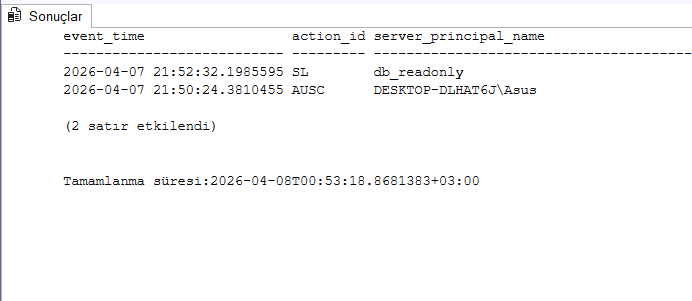 Sonuçlar
event_time action_id server_principal_name
--------------------------- --------- ---------------------------------------
2026-04-07 21:52:32.1985595 SL db_readonly
2026-04-07 21:50:24.3810455 AUSC DESKTOP-DLHAT6J\Asus
(2 satır etkilendi)
Tamamlanma süresi:2026-04-08T00:53:18.8681383+03:00